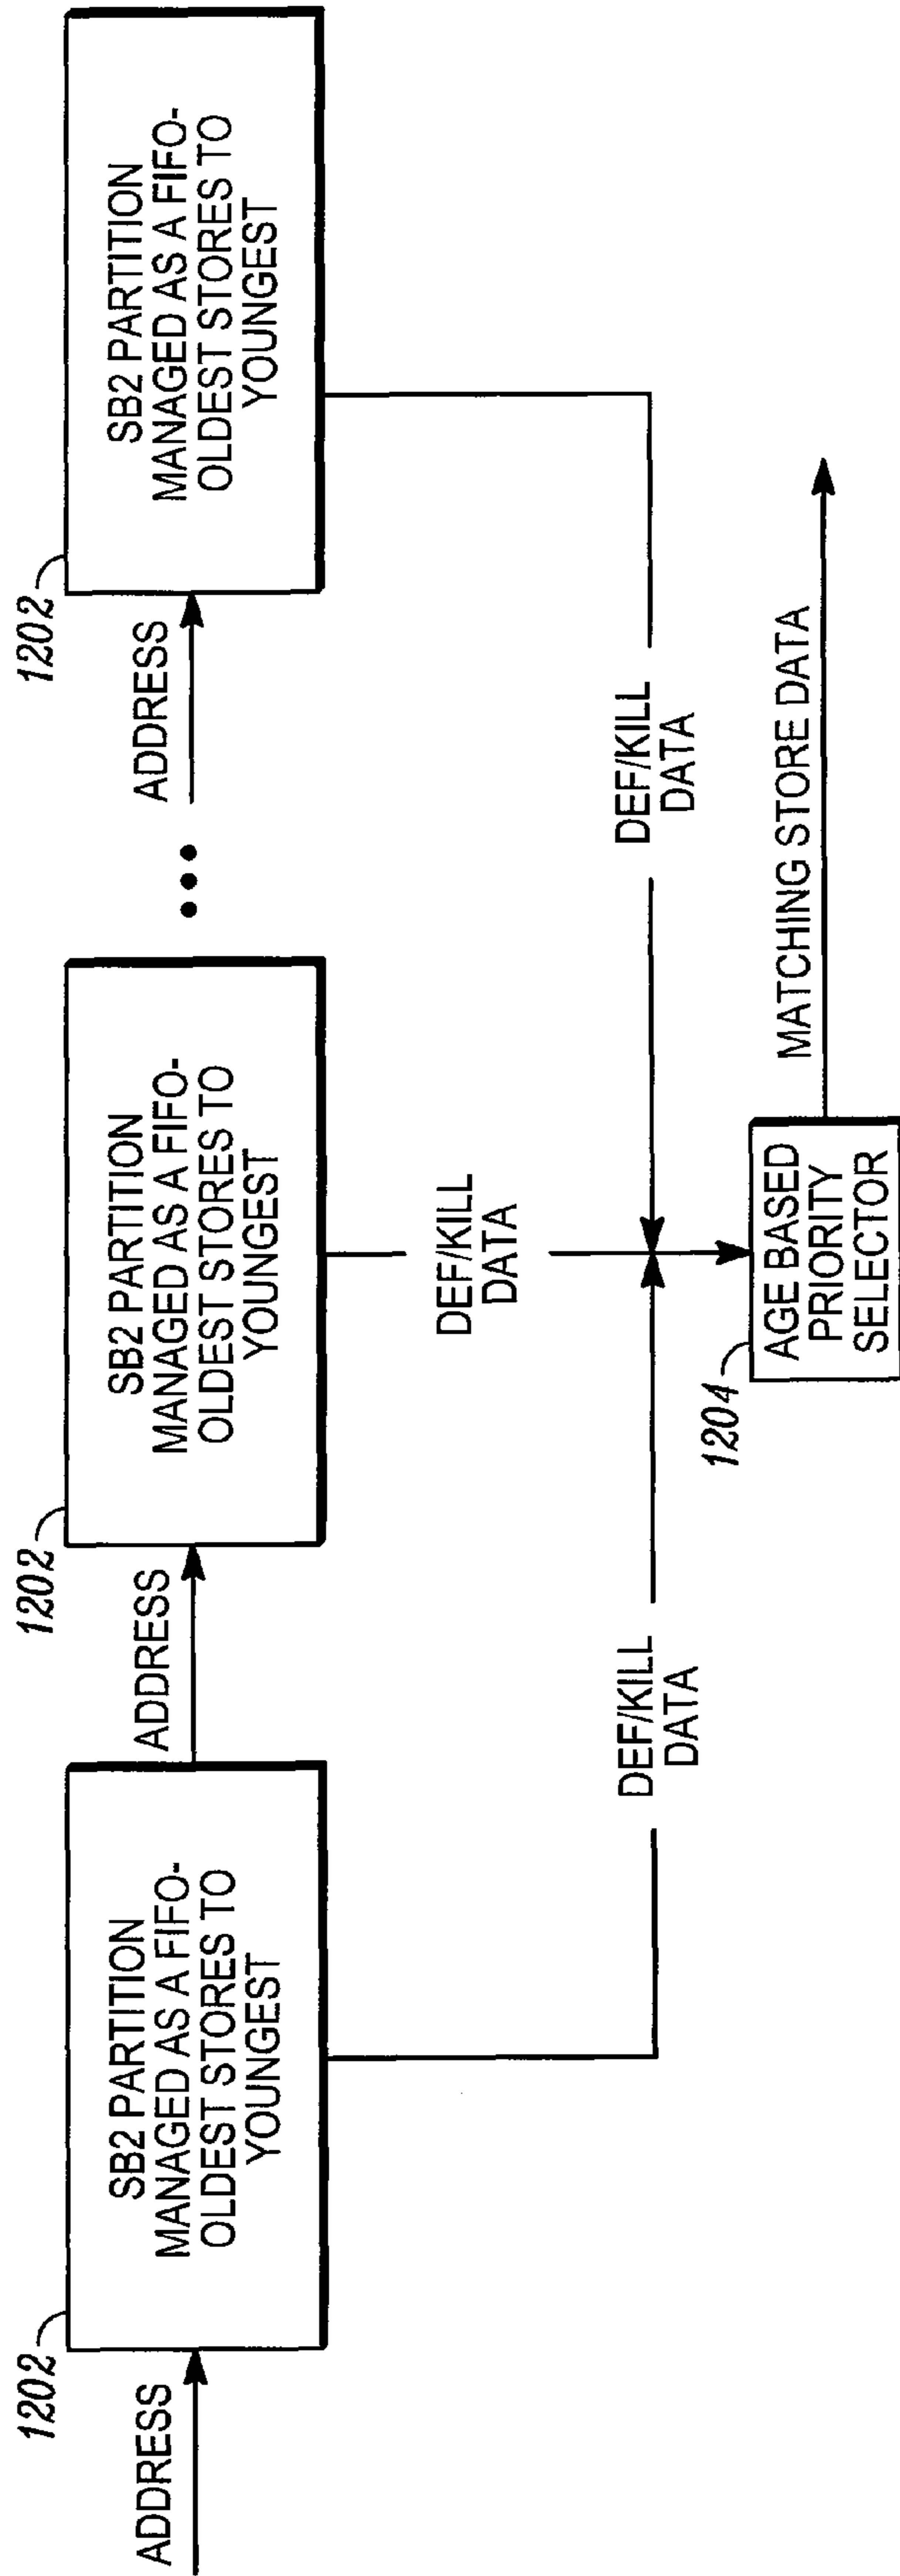 1202
1202
1202
ADDRESS
SB2 PARTITION
MANAGED AS A FIFO-
OLDEST STORES TO
YOUNGEST
ADDRESS
SB2 PARTITION
MANAGED AS A FIFO-
OLDEST STORES TO
YOUNGEST
•••
ADDRESS
SB2 PARTITION
MANAGED AS A FIFO-
OLDEST STORES TO
YOUNGEST
DEF/KILL
DATA
DEF/KILL
DATA
DEF/KILL
DATA
1204
AGE BASED
PRIORITY
SELECTOR
MATCHING STORE DATA